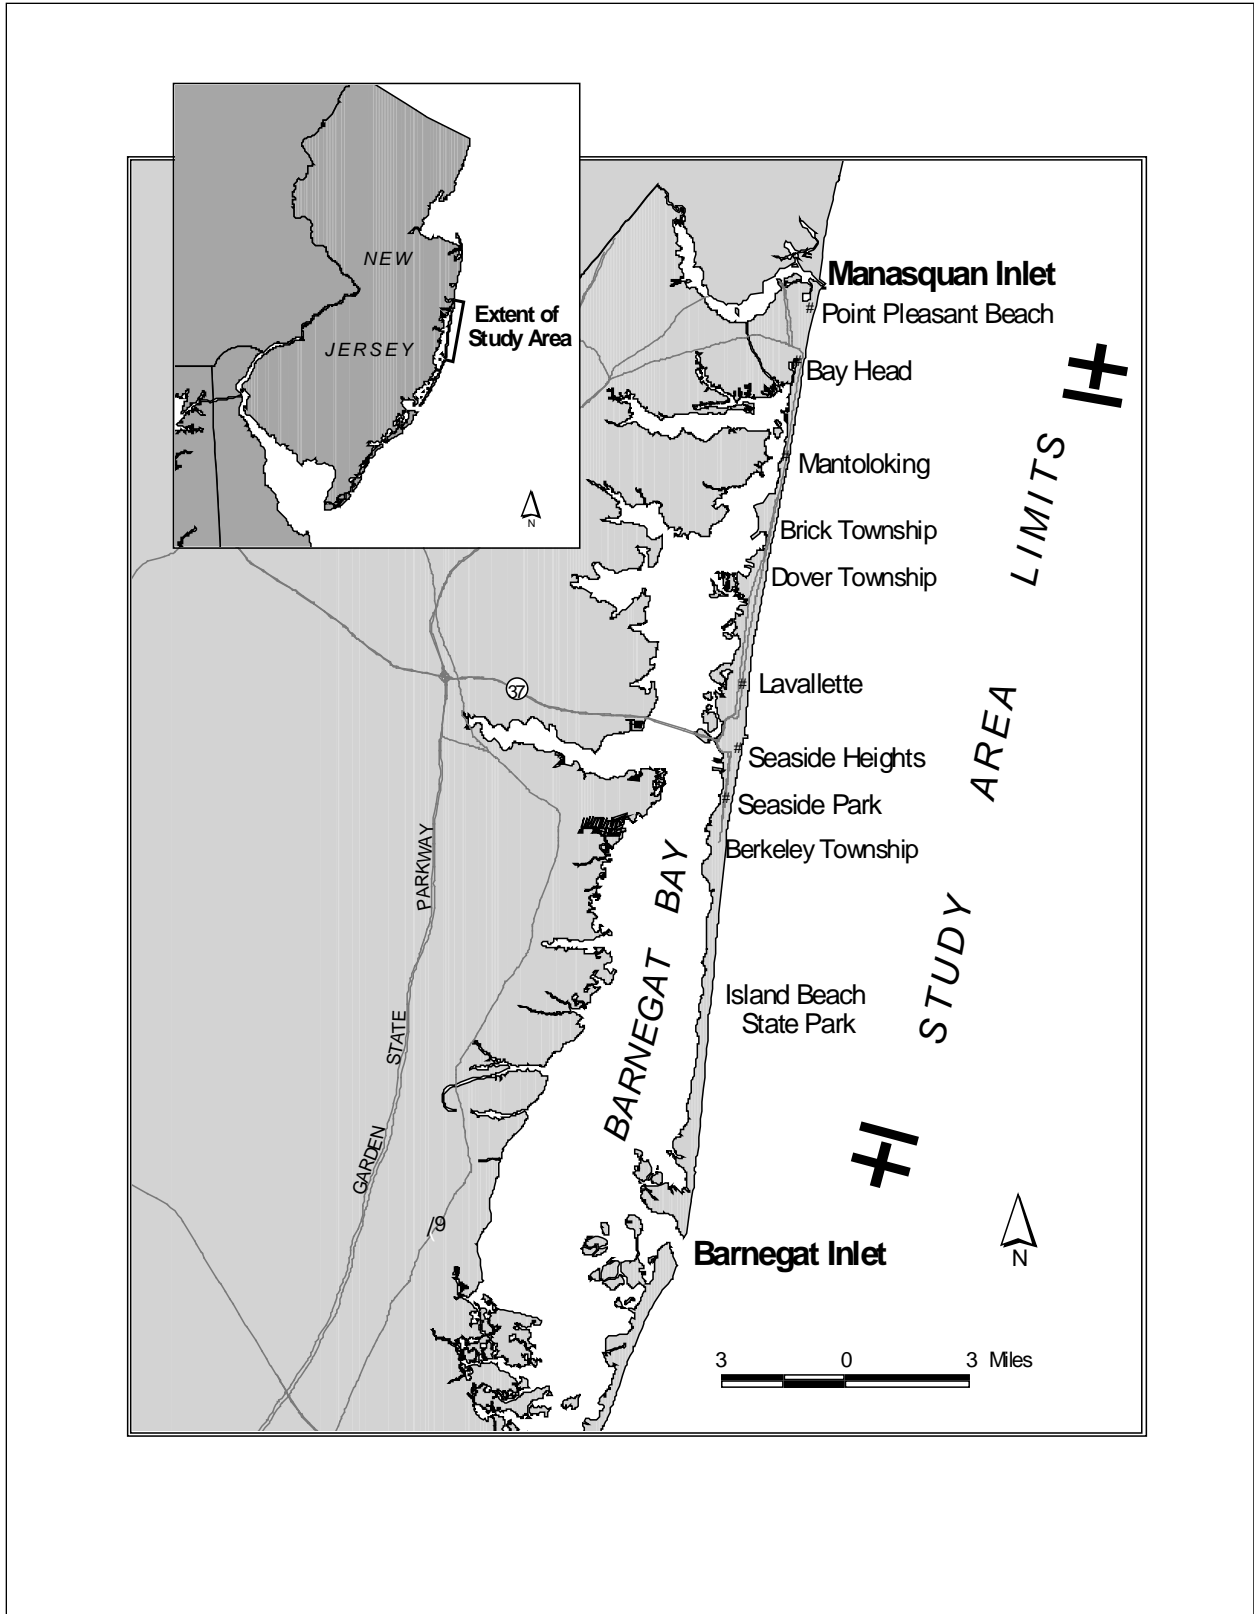 NEW
JERSEY
Extent of
Study Area
N
Manasquan Inlet
# Point Pleasant Beach
# Bay Head
# Mantoloking
Brick Township
Dover Township
# Lavallette
37
# Seaside Heights
# Seaside Park
Berkeley Township
Island Beach
State Park
BARNEGAT BAY
STUDY AREA LIMITS
GARDEN STATE PARKWAY
/9
Barnegat Inlet
N
3 0 3 Miles